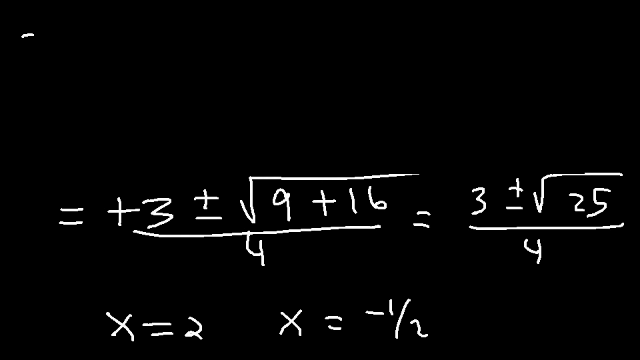 -
= +3 ± √(9 + 16) / 4 = 3 ± √(25) / 4
x = 2 x = -1/2